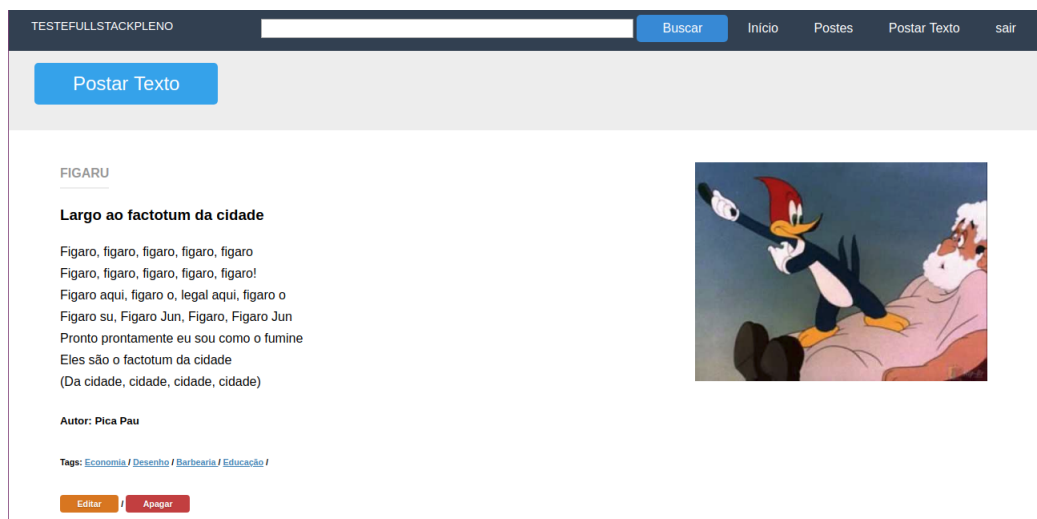 TESTEFULLSTACKPLENO
Buscar
Início
Postes
Postar Texto
sair
Postar Texto
FIGARU
Largo ao factotum da cidade
Figaro, figaro, figaro, figaro, figaro
Figaro, figaro, figaro, figaro, figaro!
Figaro aqui, figaro o, legal aqui, figaro o
Figaro su, Figaro Jun, Figaro, Figaro Jun
Pronto prontamente eu sou como o fumine
Eles são o factotum da cidade
(Da cidade, cidade, cidade, cidade)
Autor: Pica Pau
Tags: Economia / Desenho / Barbearia / Educação /
Editar / Apagar